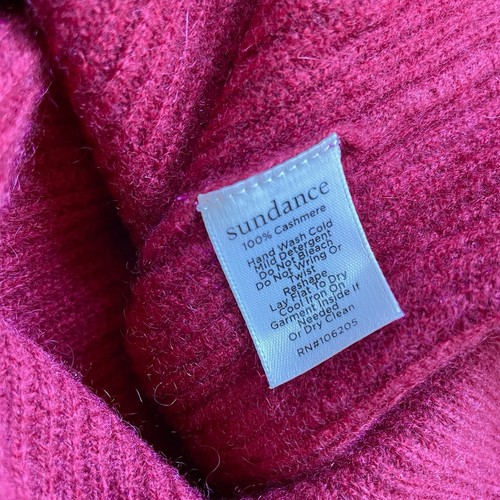 sundance
100% Cashmere
Hand Wash Cold
Mild Detergent
Do Not Bleach
Do Not Wring Or
Twist
Reshape
Lay Flat To Dry
Cool Iron On
Garment Inside If
Needed
Or Dry Clean
RN#106205